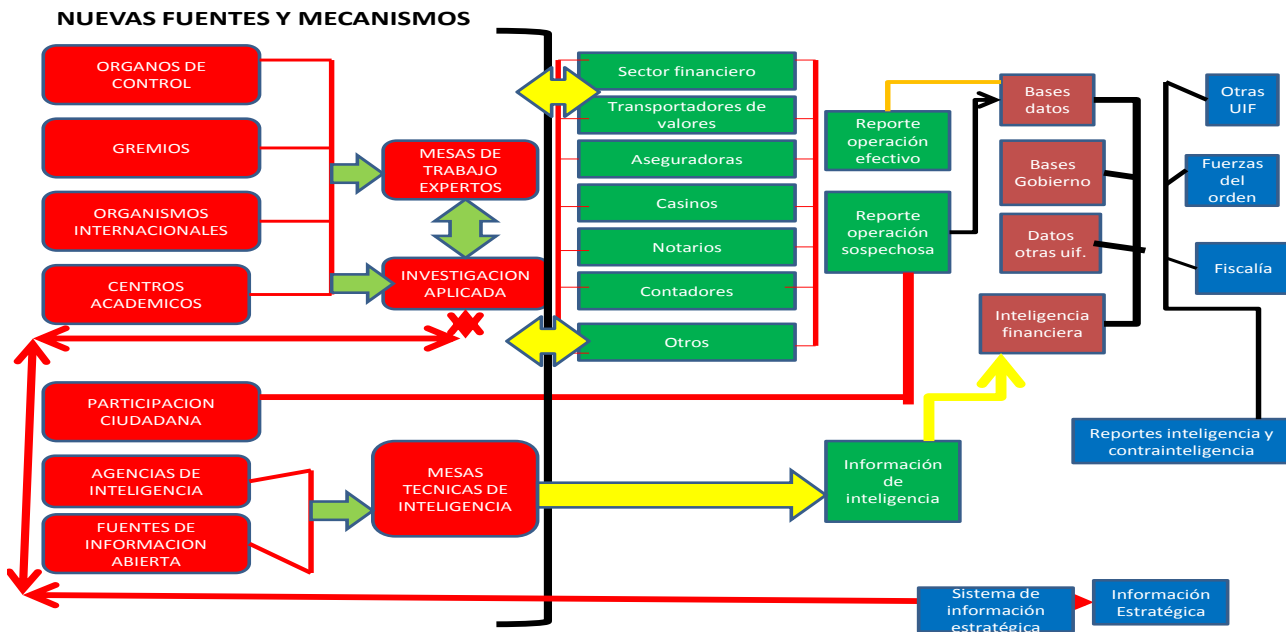 NUEVAS FUENTES Y MECANISMOS
ORGANOS DE
CONTROL
GREMIOS
ORGANISMOS
INTERNACIONALES
CENTROS
ACADEMICOS
PARTICIPACION
CIUDADANA
AGENCIAS DE
INTELIGENCIA
FUENTES DE
INFORMACION
ABIERTA
MESAS DE
TRABAJO
EXPERTOS
INVESTIGACION
APLICADA
MESAS
TECNICAS DE
INTELIGENCIA
Sector financiero
Transportadores de
valores
Aseguradoras
Casinos
Notarios
Contadores
Otros
Reporte
operación
efectivo
Reporte
operación
sospechosa
Información
de
inteligencia
Bases
datos
Bases
Gobierno
Datos
otras uif.
Inteligencia
financiera
Otras
UIF
Fuerzas
del
orden
Fiscalía
Reportes inteligencia y
contrainteligencia
Sistema de
información
estratégica
Información
Estratégica